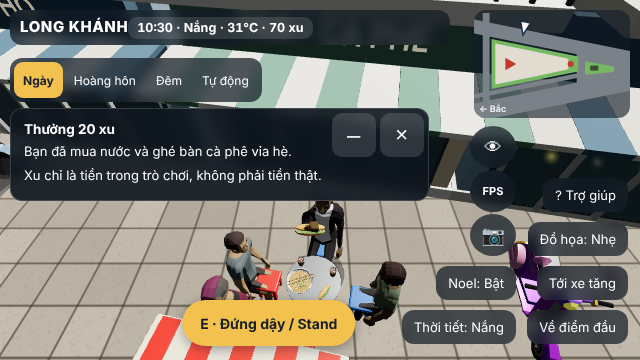 LONG KHÁNH 10:30 · Nắng · 31°C · 70 xu
Ngày Hoàng hôn Đêm Tự động
Thưởng 20 xu
Bạn đã mua nước và ghé bàn cà phê vỉa hè.
Xu chỉ là tiền trong trò chơi, không phải tiền thật.
← Bắc
FPS
? Trợ giúp
Đồ họa: Nhẹ
Noel: Bật
Tới xe tăng
Thời tiết: Nắng
Về điểm đầu
E · Đứng dậy / Stand